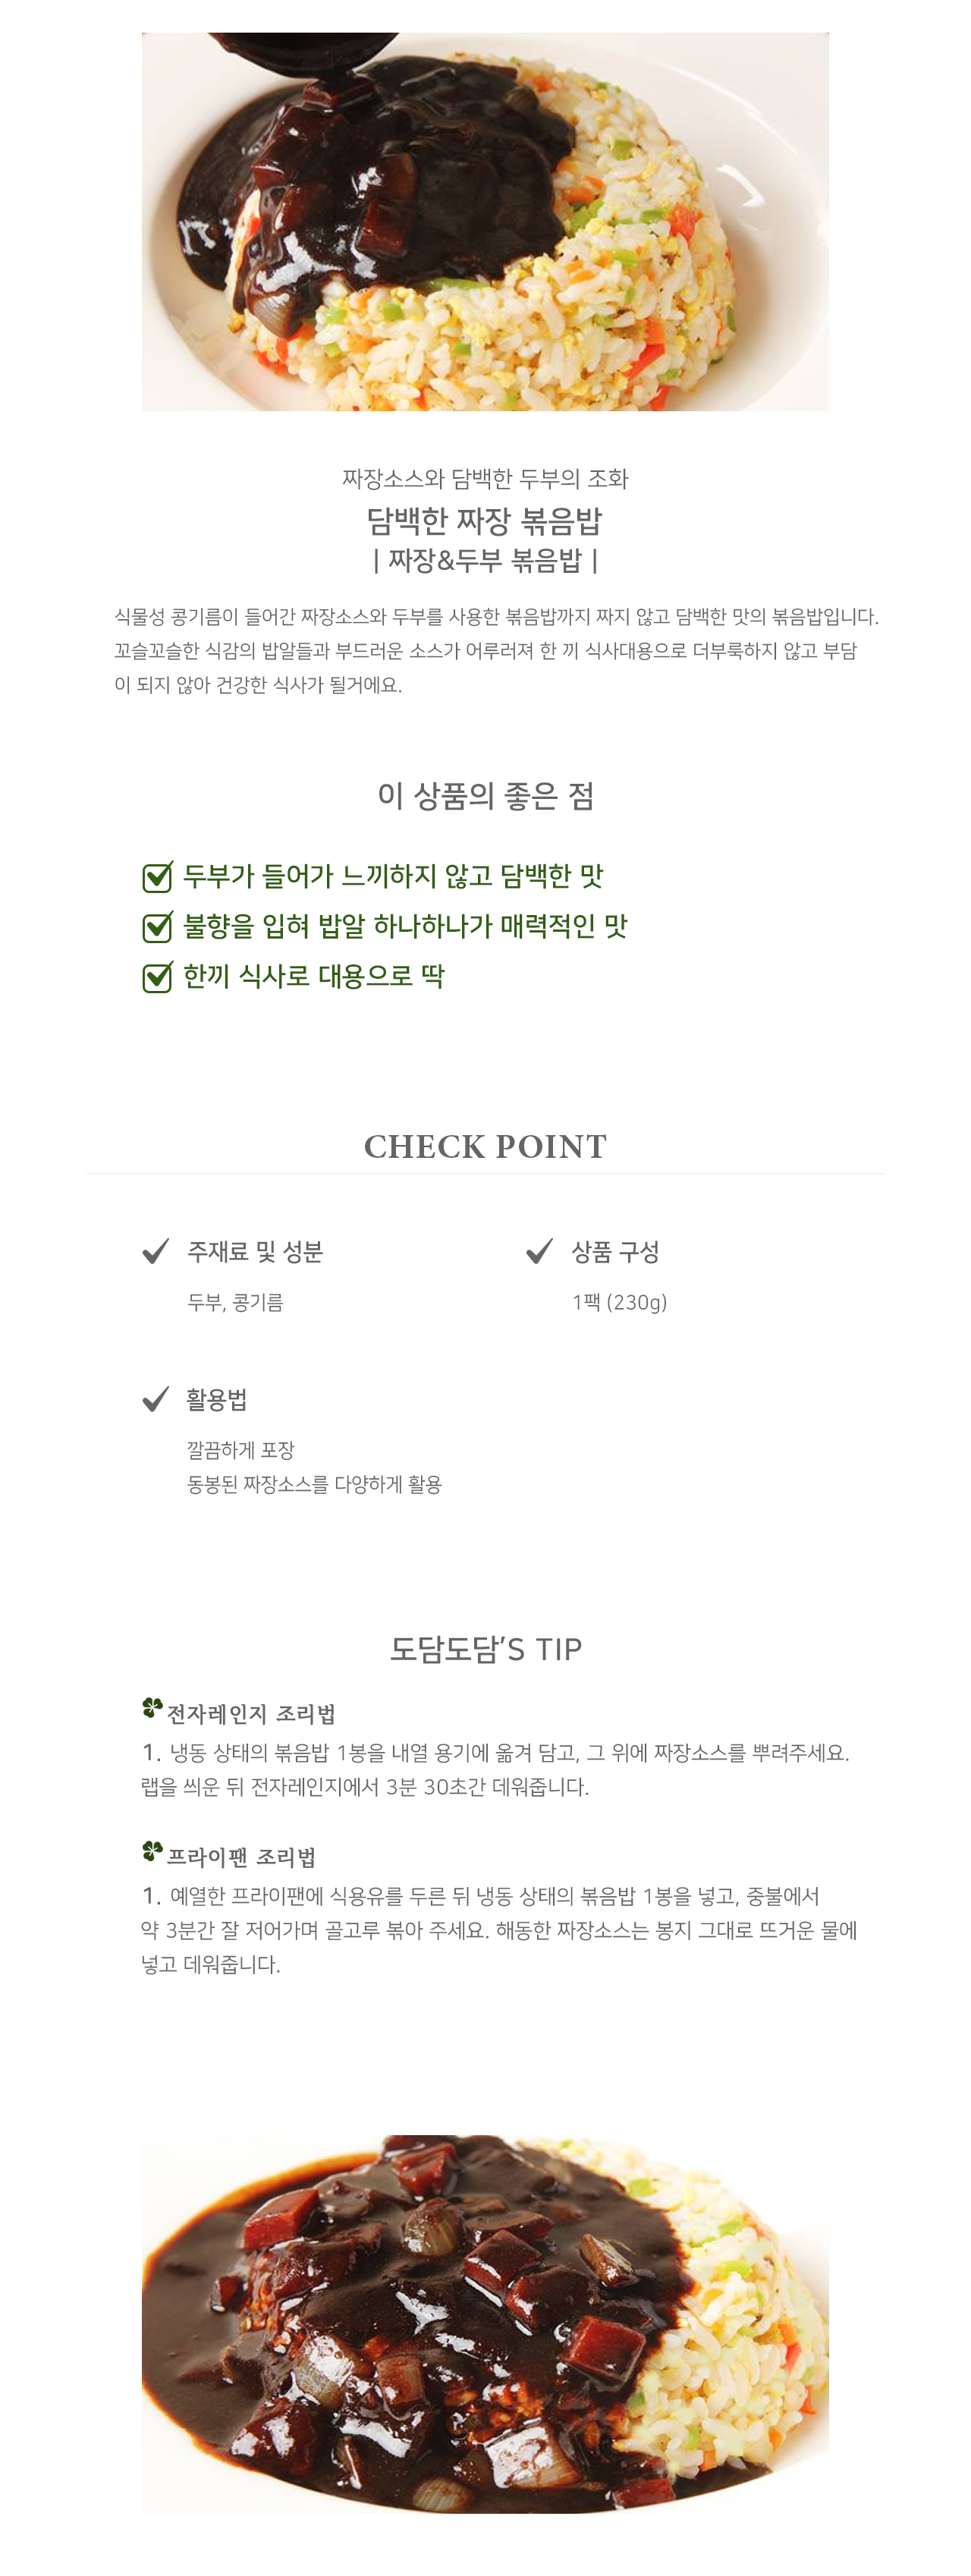 짜장소스와 담백한 두부의 조화
담백한 짜장 볶음밥
| 짜장&두부 볶음밥 |
식물성 콩기름이 들어간 짜장소스와 두부를 사용한 볶음밥까지 짜지 않고 담백한 맛의 볶음밥입니다.
꼬슬꼬슬한 식감의 밥알들과 부드러운 소스가 어루러져 한 끼 식사대용으로 더부룩하지 않고 부담
이 되지 않아 건강한 식사가 될거에요.
이 상품의 좋은 점
두부가 들어가 느끼하지 않고 담백한 맛
불향을 입혀 밥알 하나하나가 매력적인 맛
한끼 식사로 대용으로 딱
CHECK POINT
주재료 및 성분
두부, 콩기름
상품 구성
1팩 (230g)
활용법
깔끔하게 포장
동봉된 짜장소스를 다양하게 활용
도담도담'S TIP
전자레인지 조리법
1. 냉동 상태의 볶음밥 1봉을 내열 용기에 옮겨 담고, 그 위에 짜장소스를 뿌려주세요.
랩을 씌운 뒤 전자레인지에서 3분 30초간 데워줍니다.
프라이팬 조리법
1. 예열한 프라이팬에 식용유를 두른 뒤 냉동 상태의 볶음밥 1봉을 넣고, 중불에서
약 3분간 잘 저어가며 골고루 볶아 주세요. 해동한 짜장소스는 봉지 그대로 뜨거운 물에
넣고 데워줍니다.